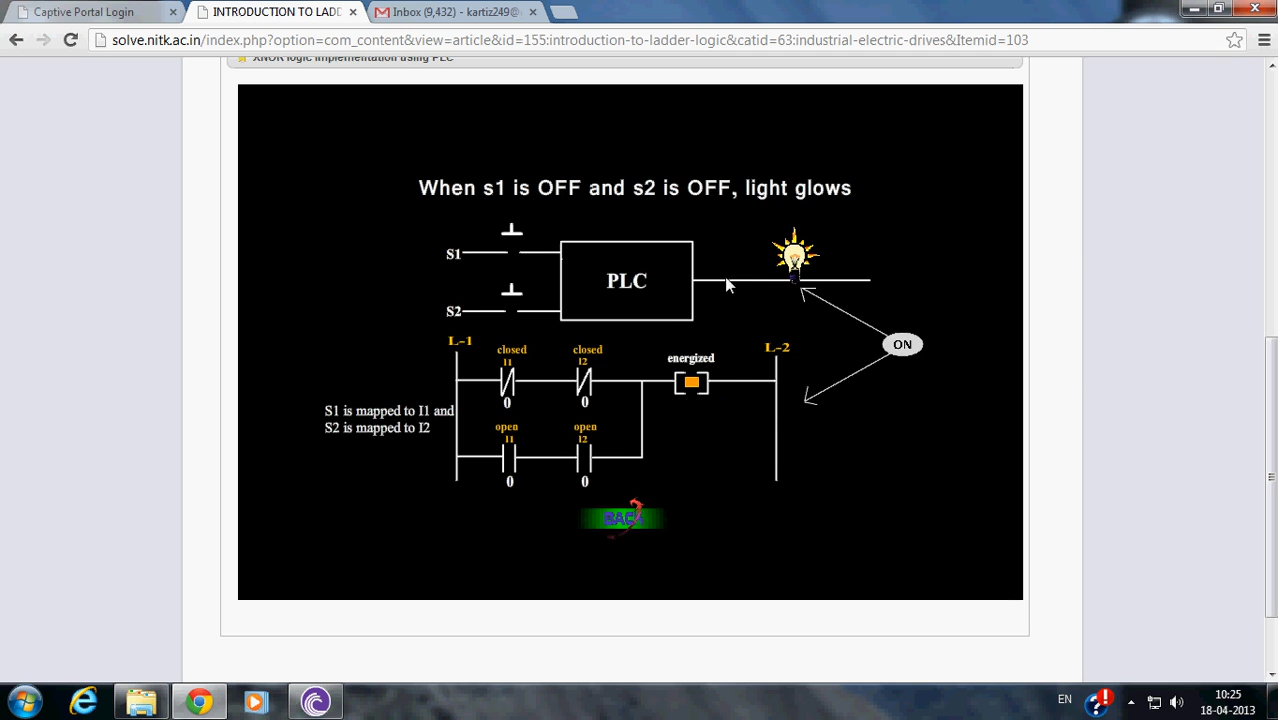 Captive Portal Login
INTRODUCTION TO LADD
Inbox (9,432) - kartiz249@
solve.nitk.ac.in/index.php?option=com_content&view=article&id=155:introduction-to-ladder-logic&catid=63:industrial-electric-drives&Itemid=103
XNOR logic implementation using PLC
When s1 is OFF and s2 is OFF, light glows
S1
PLC
S2
ON
L-1
L-2
closed
closed
energized
I1
I2
0
0
S1 is mapped to I1 and
S2 is mapped to I2
open
open
I1
I2
0
0
BACK
EN
10:25
18-04-2013